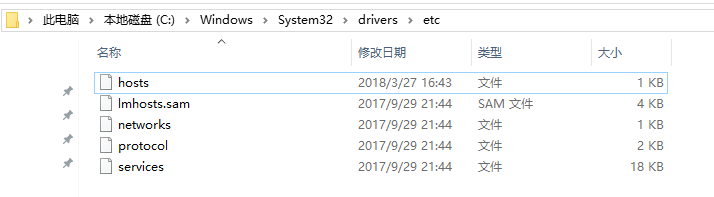 此电脑 > 本地磁盘 (C:) > Windows > System32 > drivers > etc
名称 修改日期 类型 大小
hosts 2018/3/27 16:43 文件 1 KB
lmhosts.sam 2017/9/29 21:44 SAM 文件 4 KB
networks 2017/9/29 21:44 文件 1 KB
protocol 2017/9/29 21:44 文件 2 KB
services 2017/9/29 21:44 文件 18 KB